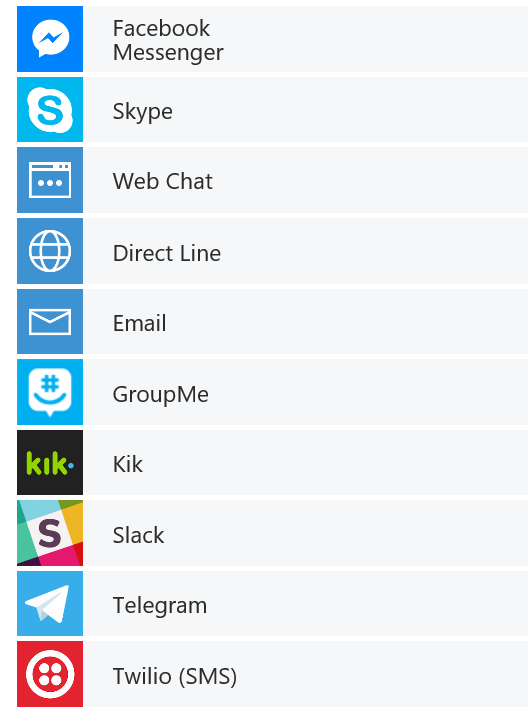 Facebook
Messenger
S
Skype
Web Chat
Direct Line
Email
#
GroupMe
kik.
Kik
S
Slack
Telegram
Twilio (SMS)